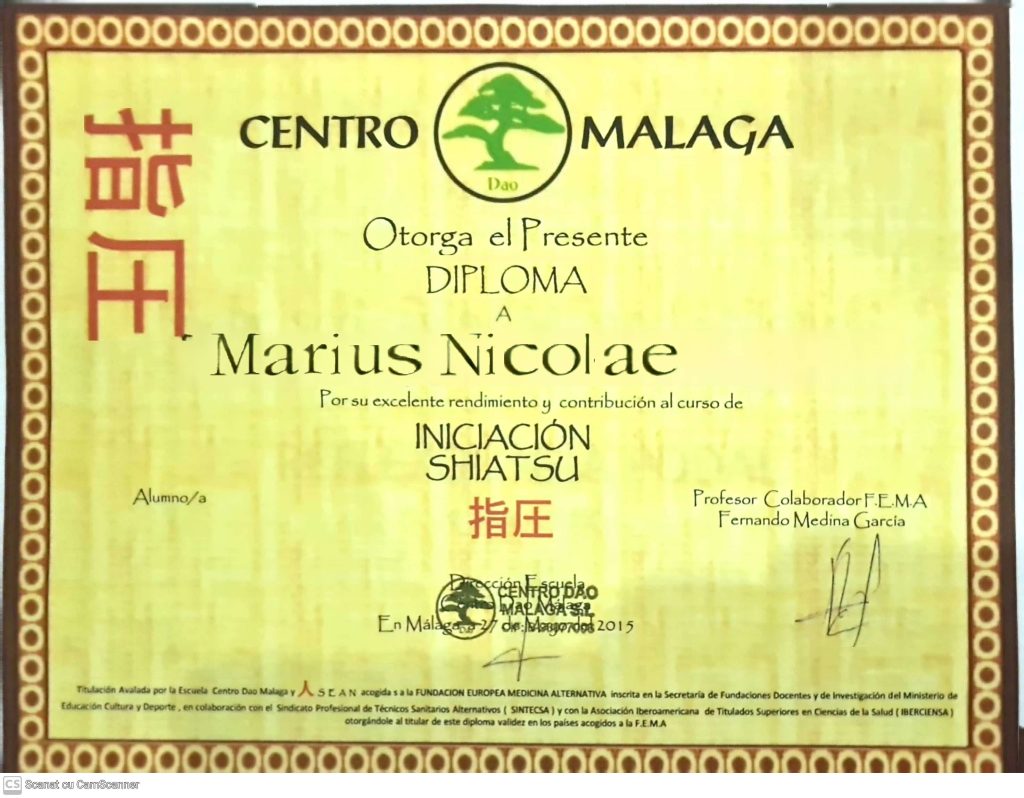 指圧
CENTRO MALAGA
Dao
Otorga el Presente
DIPLOMA
A
Marius Nicolae
Por su excelente rendimiento y contribución al curso de
INICIACIÓN
SHIATSU
指圧
Alumno/a
Profesor Colaborador F.E.M.A
Fernando Medina García
Dirección Escuela
Centro Dao Málaga
CENTRO DAO
MALAGA S.L.
En Málaga, a 27 de Mayo del 2015
Titulación Avalada por la Escuela Centro Dao Malaga y A S E A N acogida s a la FUNDACION EUROPEA MEDICINA ALTERNATIVA inscrita en la Secretaría de Fundaciones Docentes y de Investigación del Ministerio de
Educación Cultura y Deporte , en colaboración con el Sindicato Profesional de Técnicos Sanitarios Alternativos ( SINTECSA ) y con la Asociación Iberoamericana de Titulados Superiores en Ciencias de la Salud ( IBERCIENSA )
otorgándole al titular de este diploma validez en los países acogidos a la F.E.M.A
CS Scanat cu CamScanner